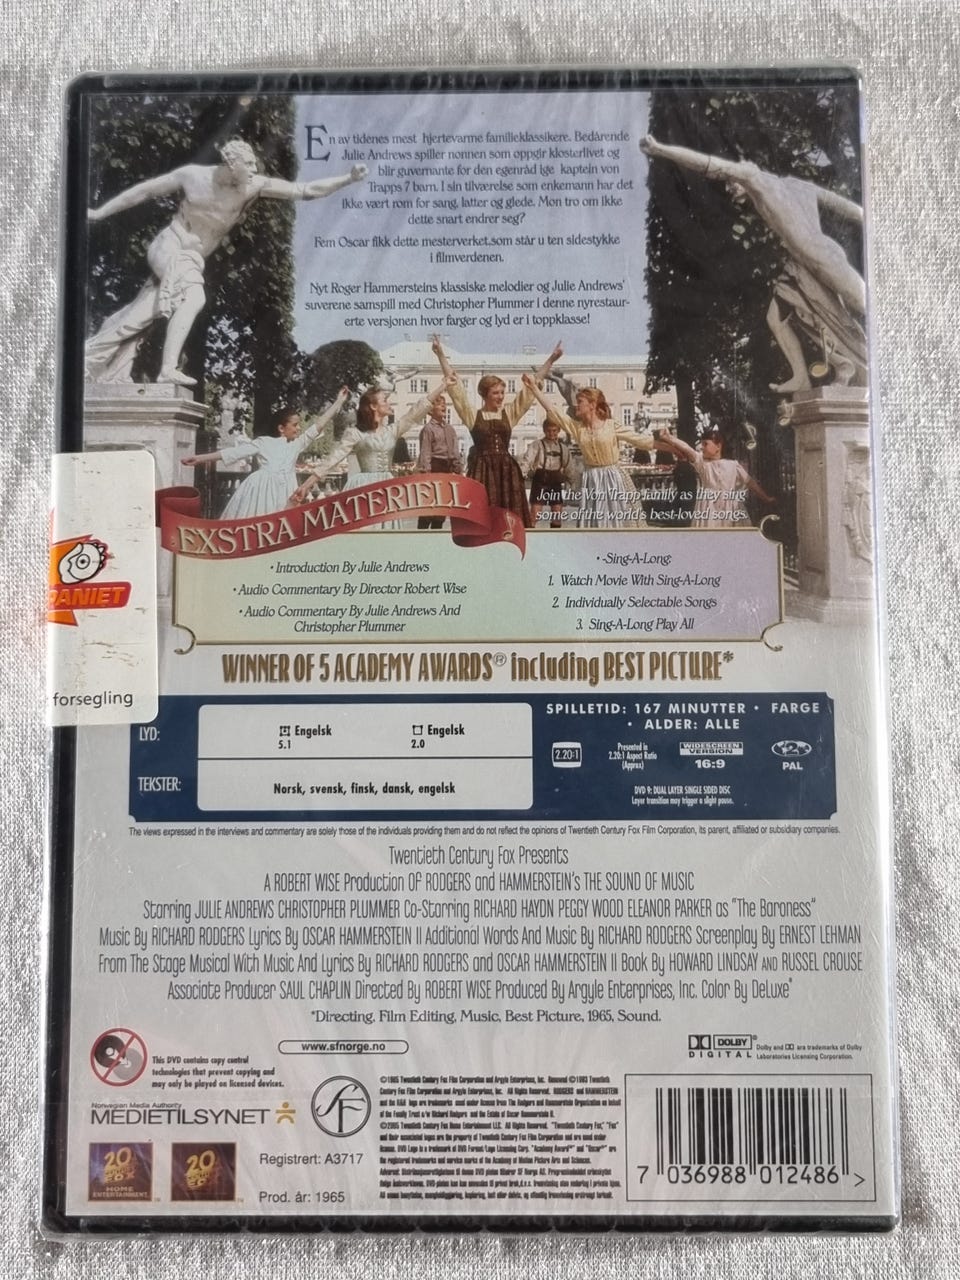 En av tidenes mest hjertevarme familieklassikere. Bedårende
Julie Andrews spiller nonnen som oppgir klosterlivet og
blir guvernante for den egenråd ige kaptein von
Trapps 7 barn. I sin tilværelse som enkemann har det
ikke vært rom for sang, latter og glede. Mon tro om ikke
dette snart endrer seg?
Fem Oscar fikk dette mesterverket.som står u ten sidestykke
i filmverdenen.
Nyt Roger Hammersteins klassiske melodier og Julie Andrews'
suverene samspill med Christopher Plummer i denne nyrestaur-
erte versjonen hvor farger og lyd er i toppklasse!
EXSTRA MATERIELL
Join the Von Trapp family as they sing
some of the world's best-loved songs.
• Introduction By Julie Andrews
• Audio Commentary By Director Robert Wise
• Audio Commentary By Julie Andrews And
Christopher Plummer
• -Sing-A-Long:
1. Watch Movie With Sing-A-Long
2. Individually Selectable Songs
3. Sing-A-Long Play All
RANIET
forsegling
WINNER OF 5 ACADEMY AWARDS® including BEST PICTURE*
LYD:
Engelsk
5.1
Engelsk
2.0
TEKSTER:
Norsk, svensk, finsk, dansk, engelsk
SPILLETID: 167 MINUTTER • FARGE
• ALDER: ALLE
2.20:1
Presented in
2.20:1 Aspect Ratio
(Approx)
WIDESCREEN
VERSION
16:9
2
PAL
DVD 9: DUAL LAYER SINGLE SIDED DISC
Layer transition may trigger a slight pause.
The views expressed in the interviews and commentary are solely those of the individuals providing them and do not reflect the opinions of Twentieth Century Fox Film Corporation, its parent, affiliated or subsidiary companies.
Twentieth Century Fox Presents
A ROBERT WISE Production OF RODGERS and HAMMERSTEIN's THE SOUND OF MUSIC
Starring JULIE ANDREWS CHRISTOPHER PLUMMER Co-Starring RICHARD HAYDN PEGGY WOOD ELEANOR PARKER as "The Baroness"
Music By RICHARD RODGERS Lyrics By OSCAR HAMMERSTEIN II Additional Words And Music By RICHARD RODGERS Screenplay By ERNEST LEHMAN
From The Stage Musical With Music And Lyrics By RICHARD RODGERS and OSCAR HAMMERSTEIN II Book By HOWARD LINDSAY AND RUSSEL CROUSE
Associate Producer SAUL CHAPLIN Directed By ROBERT WISE Produced By Argyle Enterprises, Inc. Color By DeLuxe®
*Directing, Film Editing, Music, Best Picture, 1965, Sound.
www.sfnorge.no
This DVD contains copy control
technologies that prevent copying and
may only be played on licensed devices.
DOLBY
DIGITAL
Dolby and are trademarks of Dolby
Laboratories Licensing Corporation.
Norwegian Media Authority
MEDIETILSYNET
SF
20
HOME
ENTERTAINMENT
20
Registrert: A3717
Prod. år: 1965
7 036988 012486 >